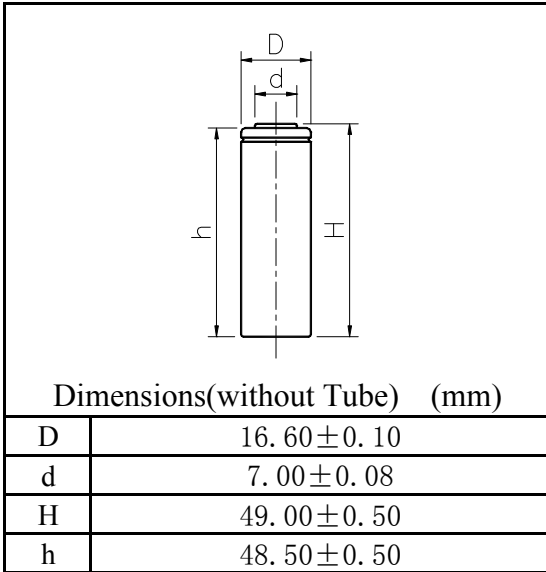 D
d
h
H
Dimensions(without Tube) (mm)
D 16.60±0.10
d 7.00±0.08
H 49.00±0.50
h 48.50±0.50